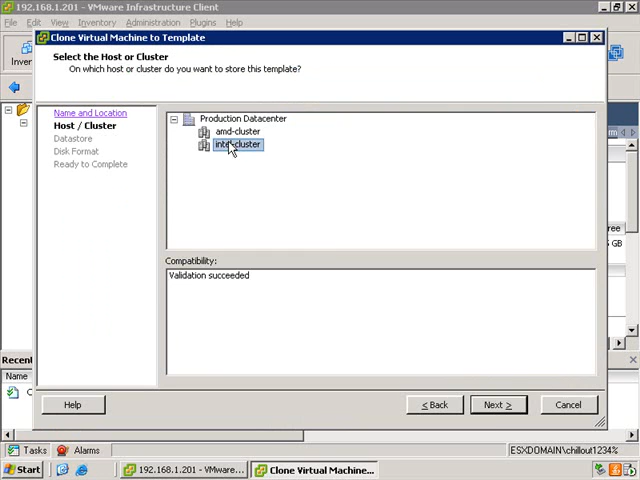 192.168.1.201 - VMware Infrastructure Client
File Edit View Inventory Administration Plugins Help
Clone Virtual Machine to Template
Select the Host or Cluster
On which host or cluster do you want to store this template?
Name and Location
Host / Cluster
Datastore
Disk Format
Ready to Complete
Production Datacenter
amd-cluster
intel-cluster
Compatibility:
Validation succeeded
Help
< Back
Next >
Cancel
Recent
Name
Tasks
Alarms
ESXDOMAIN\chillout1234%
Start
192.168.1.201 - VMware...
Clone Virtual Machine...